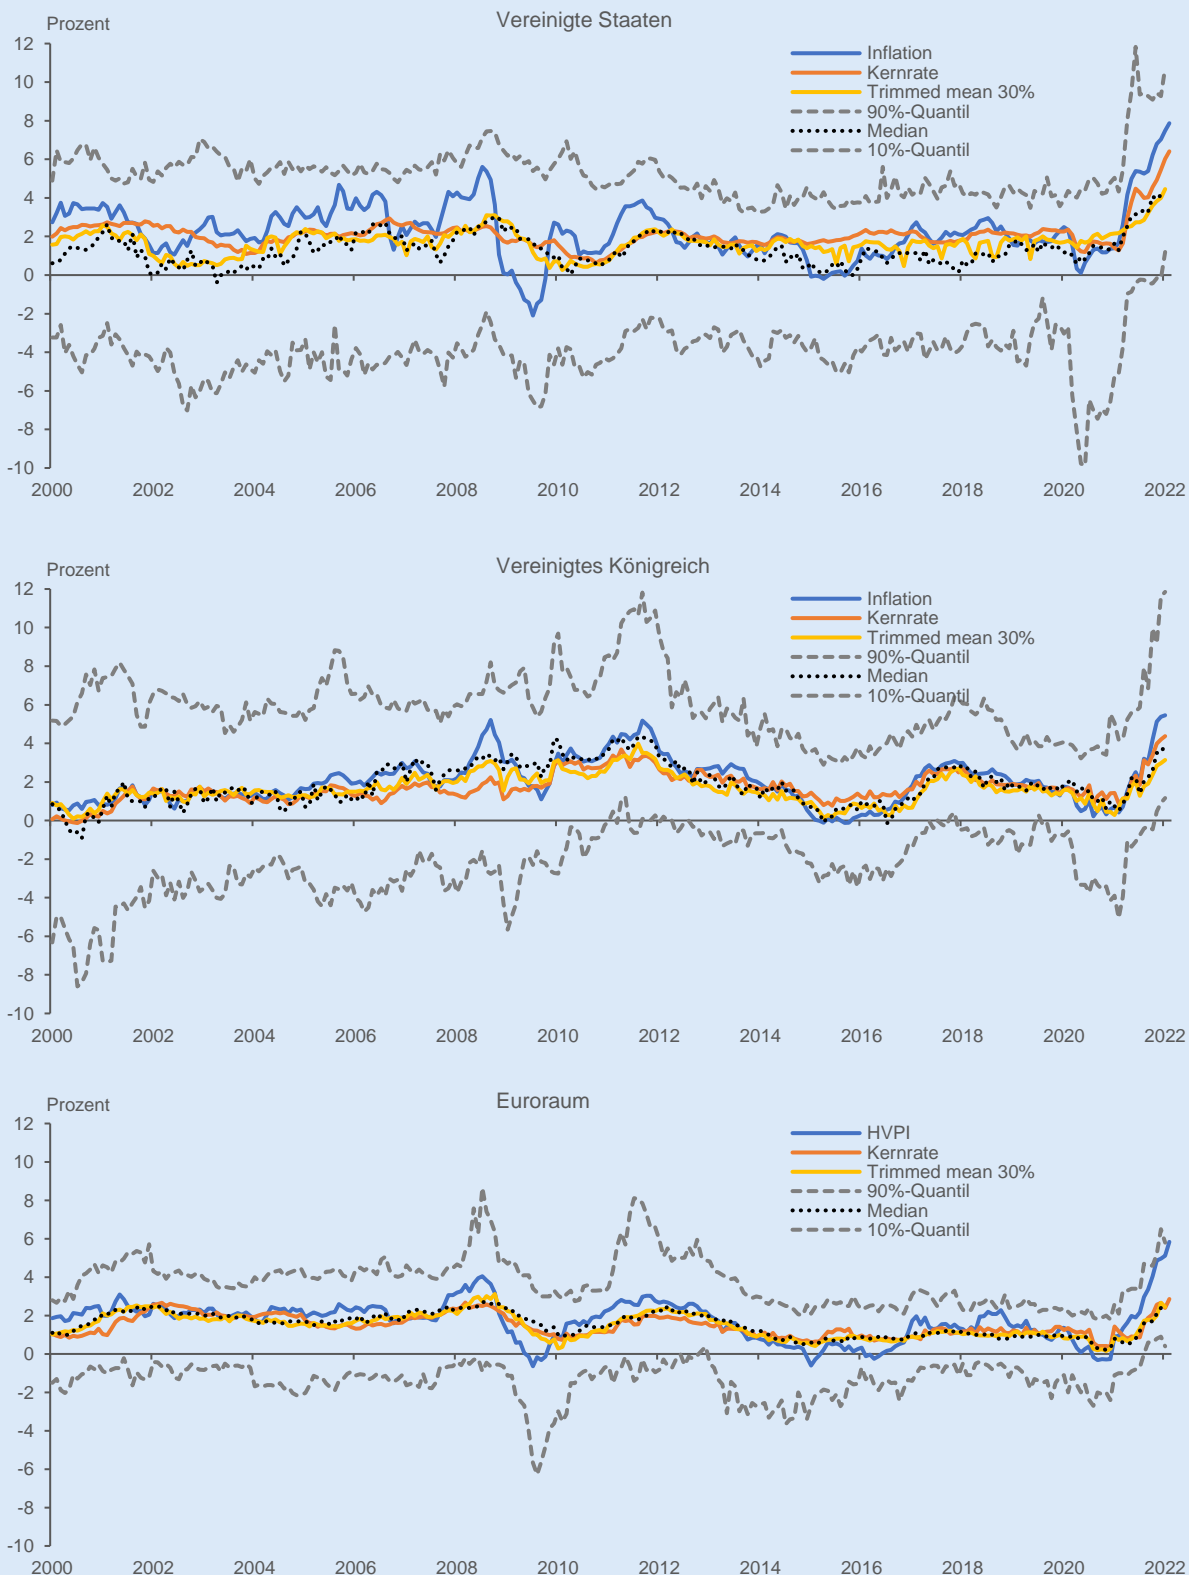 Vereinigte Staaten
Prozent
12
10
8
6
4
2
0
-2
-4
-6
-8
-10
Inflation
Kernrate
Trimmed mean 30%
90%-Quantil
Median
10%-Quantil
2000 2002 2004 2006 2008 2010 2012 2014 2016 2018 2020 2022
Vereinigtes Königreich
Prozent
12
10
8
6
4
2
0
-2
-4
-6
-8
-10
Inflation
Kernrate
Trimmed mean 30%
90%-Quantil
Median
10%-Quantil
2000 2002 2004 2006 2008 2010 2012 2014 2016 2018 2020 2022
Euroraum
Prozent
12
10
8
6
4
2
0
-2
-4
-6
-8
-10
HVPI
Kernrate
Trimmed mean 30%
90%-Quantil
Median
10%-Quantil
2000 2002 2004 2006 2008 2010 2012 2014 2016 2018 2020 2022